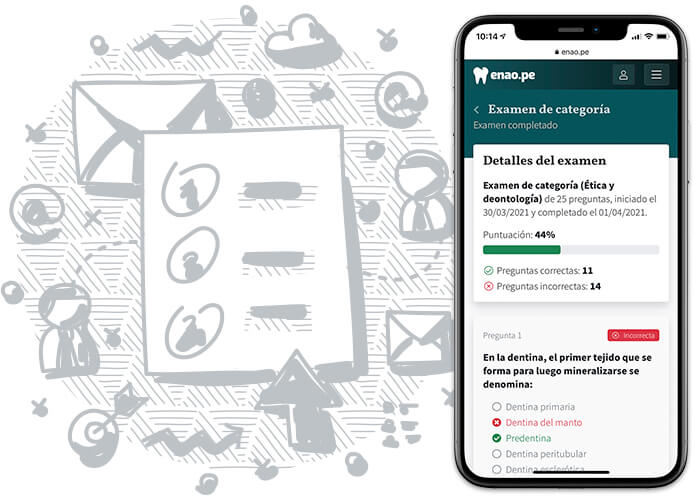 10:14
enao.pe
enao.pe
Examen de categoría
Examen completado
Detalles del examen
Examen de categoría (Ética y
deontología) de 25 preguntas, iniciado el
30/03/2021 y completado el 01/04/2021.
Puntuación: 44%
Preguntas correctas: 11
Preguntas incorrectas: 14
Pregunta 1
Incorrecta
En la dentina, el primer tejido que se
forma para luego mineralizarse se
denomina:
Dentina primaria
Dentina del manto
Predentina
Dentina peritubular
Dentina esclerótica